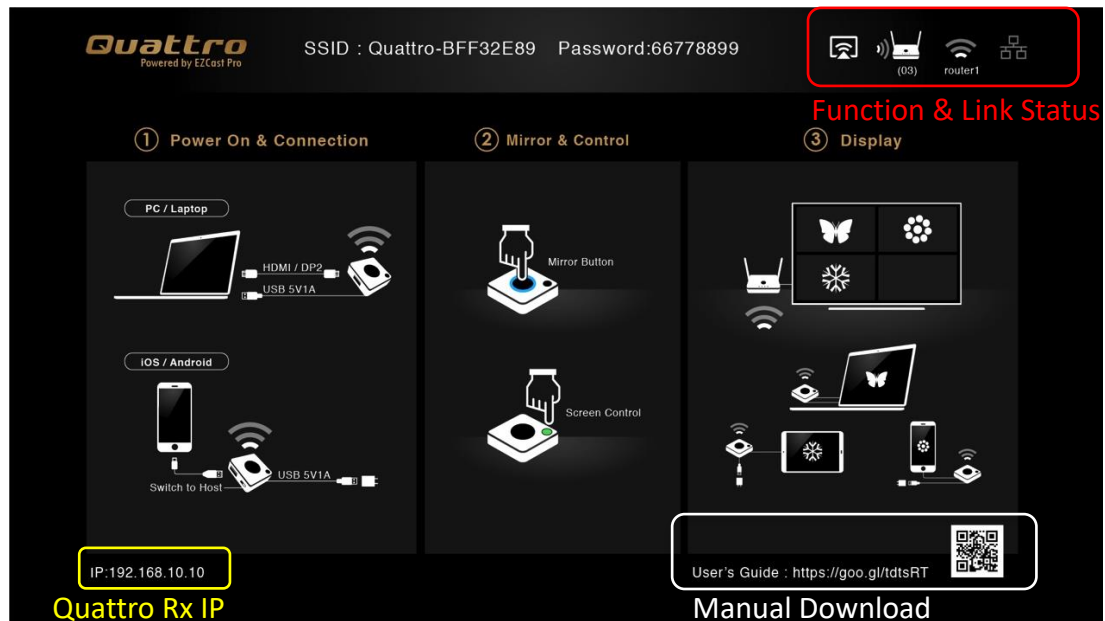 Quattro
Powered by EZCast Pro
SSID : Quattro-BFF32E89 Password:66778899
(03)
router1
Function & Link Status
1 Power On & Connection
2 Mirror & Control
3 Display
PC / Laptop
HDMI / DP2
USB 5V1A
Mirror Button
iOS / Android
Screen Control
USB 5V1A
Switch to Host
IP:192.168.10.10
User's Guide : https://goo.gl/tdtsRT
Quattro Rx IP
Manual Download